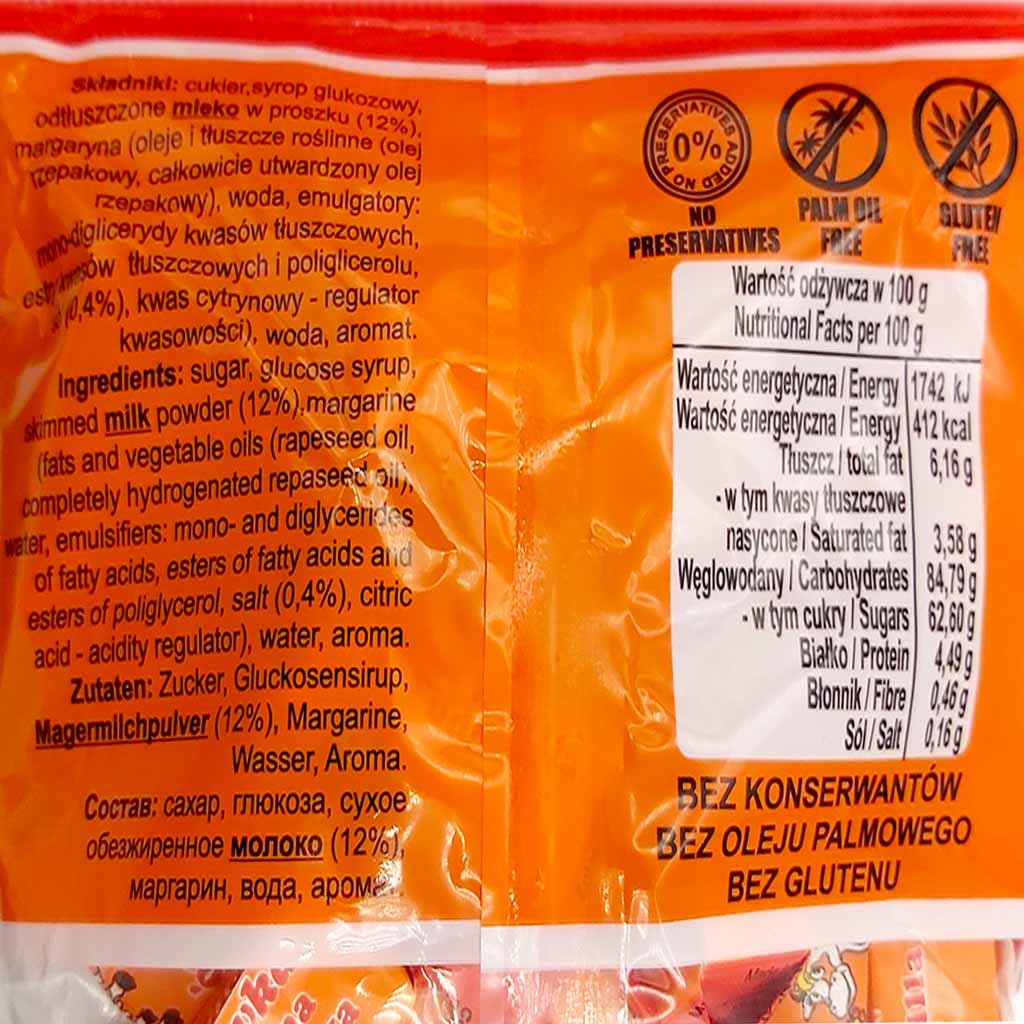 Składniki: cukier,syrop glukozowy,
odtłuszczone mleko w proszku (12%),
margaryna (oleje i tłuszcze roślinne (olej
rzepakowy, całkowicie utwardzony olej
rzepakowy), woda, emulgatory:
mono-diglicerydy kwasów tłuszczowych,
estry kwasów tłuszczowych i poliglicerolu,
(0,4%), kwas cytrynowy - regulator
kwasowości), woda, aromat.
Ingredients: sugar, glucose syrup,
skimmed milk powder (12%),margarine
(fats and vegetable oils (rapeseed oil,
completely hydrogenated repaseed oil),
water, emulsifiers: mono- and diglycerides
of fatty acids, esters of fatty acids and
esters of poliglycerol, salt (0,4%), citric
acid - acidity regulator), water, aroma.
Zutaten: Zucker, Gluckosensirup,
Magermilchpulver (12%), Margarine,
Wasser, Aroma.
Состав: сахар, глюкоза, сухое
обезжиренное молоко (12%),
маргарин, вода, арома
NO PRESERVATIVES ADDED
0%
NO
PRESERVATIVES
PALM OIL
FREE
GLUTEN
FREE
Wartość odżywcza w 100 g
Nutritional Facts per 100 g
Wartość energetyczna / Energy 1742 kJ
Wartość energetyczna / Energy 412 kcal
Tłuszcz / total fat 6,16 g
- w tym kwasy tłuszczowe
nasycone / Saturated fat 3,58 g
Węglowodany / Carbohydrates 84,79 g
- w tym cukry / Sugars 62,60 g
Białko / Protein 4,49 g
Błonnik / Fibre 0,46 g
Sól / Salt 0,16 g
BEZ KONSERWANTÓW
BEZ OLEJU PALMOWEGO
BEZ GLUTENU